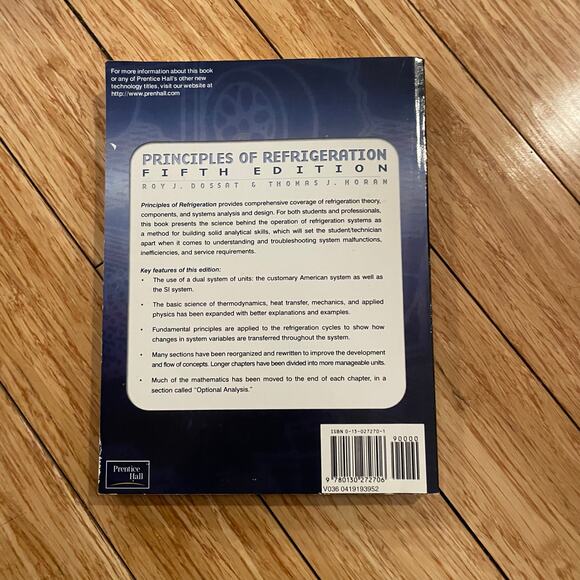 For more information about this book
or any of Prentice Hall's other new
technology titles, visit our website at
http://www.prenhall.com
PRINCIPLES OF REFRIGERATION
FIFTH EDITION
ROY J. DOSSAT & THOMAS J. HORAN
Principles of Refrigeration provides comprehensive coverage of refrigeration theory,
components, and systems analysis and design. For both students and professionals,
this book presents the science behind the operation of refrigeration systems as
a method for building solid analytical skills, which will set the student/technician
apart when it comes to understanding and troubleshooting system malfunctions,
inefficiencies, and service requirements.
Key features of this edition:
• The use of a dual system of units: the customary American system as well as
the SI system.
• The basic science of thermodynamics, heat transfer, mechanics, and applied
physics has been expanded with better explanations and examples.
• Fundamental principles are applied to the refrigeration cycles to show how
changes in system variables are transferred throughout the system.
• Many sections have been reorganized and rewritten to improve the development
and flow of concepts. Longer chapters have been divided into more manageable units.
• Much of the mathematics has been moved to the end of each chapter, in a
section called "Optional Analysis."
ISBN 0-13-027270-1
90000
9 780130 272706
V036 0419193952
Prentice
Hall